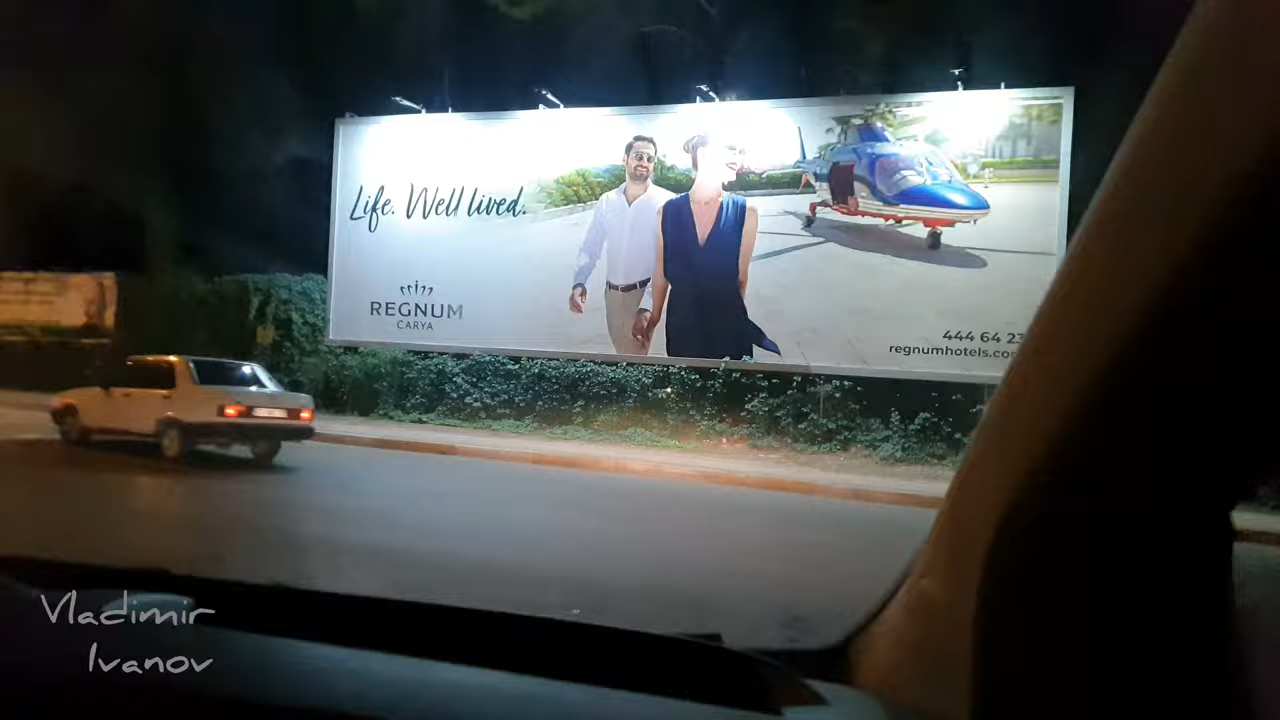 Life. Well lived.
REGNUM
CARYA
444 64 23
regnumhotels.co
Vladimir
Ivanov